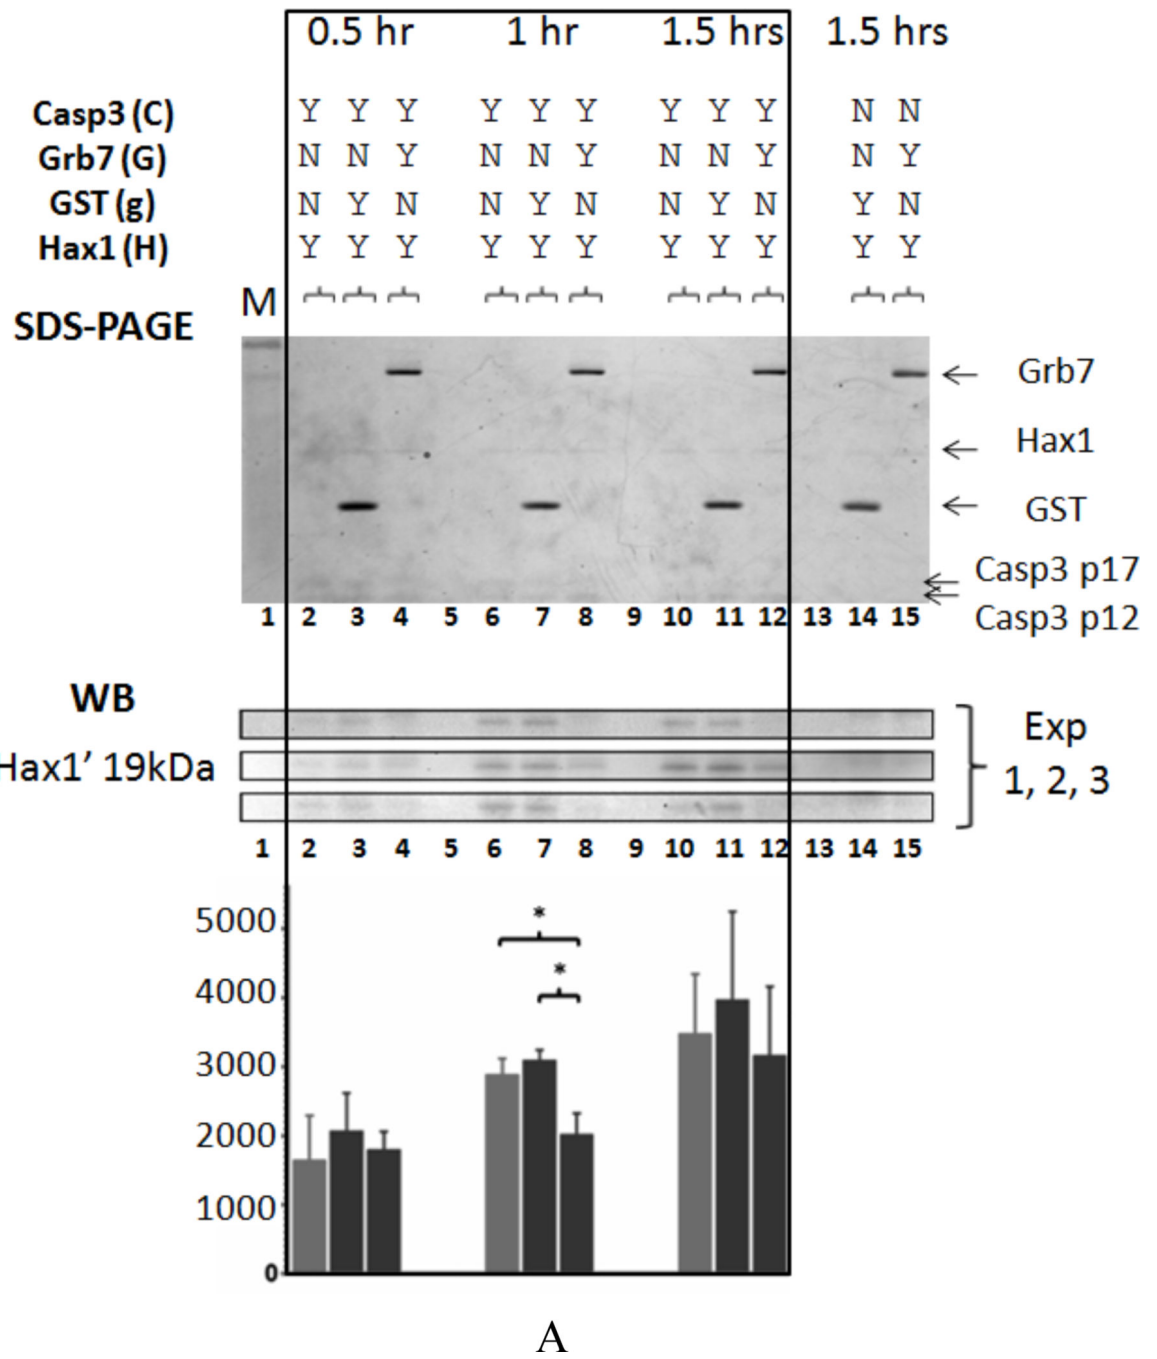 0.5 hr 1 hr 1.5 hrs 1.5 hrs
Casp3 (C) Y Y Y Y Y Y Y Y Y N N
Grb7 (G) N N Y N N Y N N Y N Y
GST (g) N Y N N Y N N Y N Y N
Hax1 (H) Y Y Y Y Y Y Y Y Y Y Y
M
SDS-PAGE
Grb7
Hax1
GST
Casp3 p17
Casp3 p12
1 2 3 4 5 6 7 8 9 10 11 12 13 14 15
WB
Hax1’ 19kDa
Exp
1, 2, 3
1 2 3 4 5 6 7 8 9 10 11 12 13 14 15
5000
4000
3000
2000
1000
0
* 
*
A